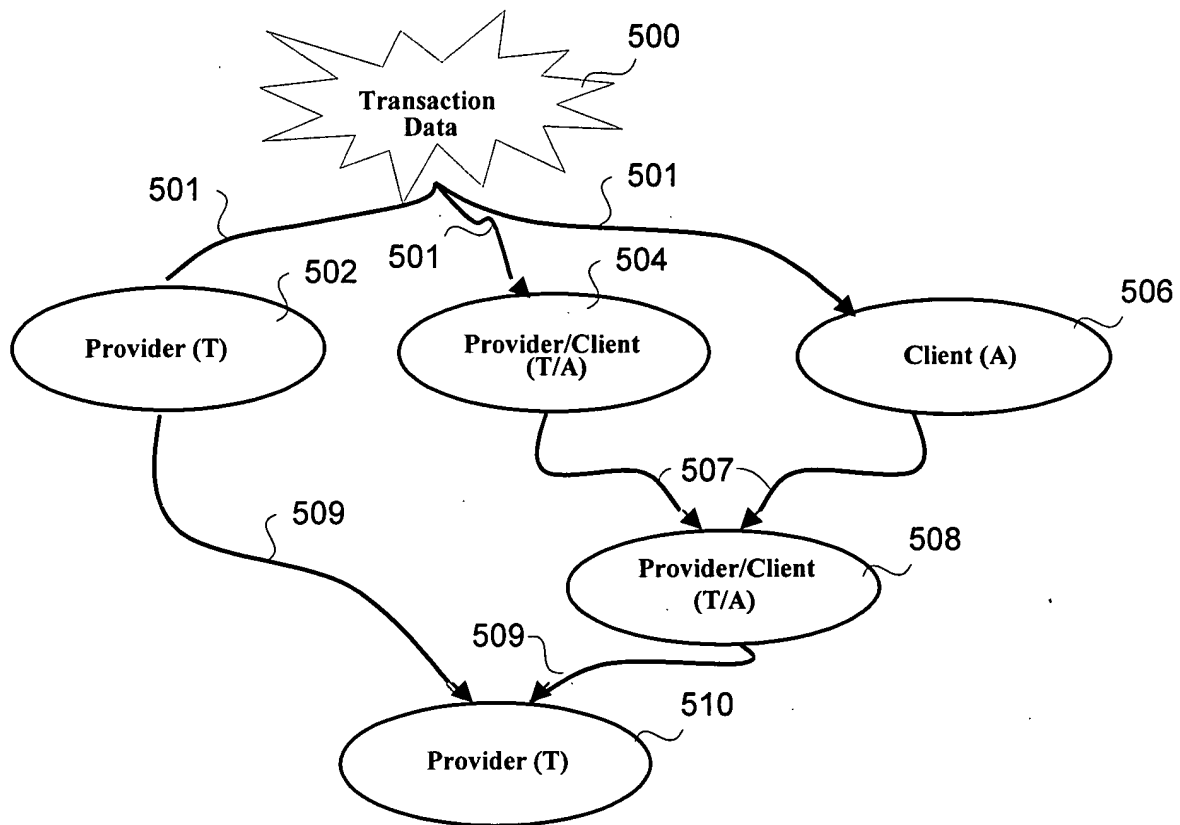 500
Transaction
Data
501
501
501
502
504
506
Provider (T)
Provider/Client
(T/A)
Client (A)
507
509
508
Provider/Client
(T/A)
509
510
Provider (T)